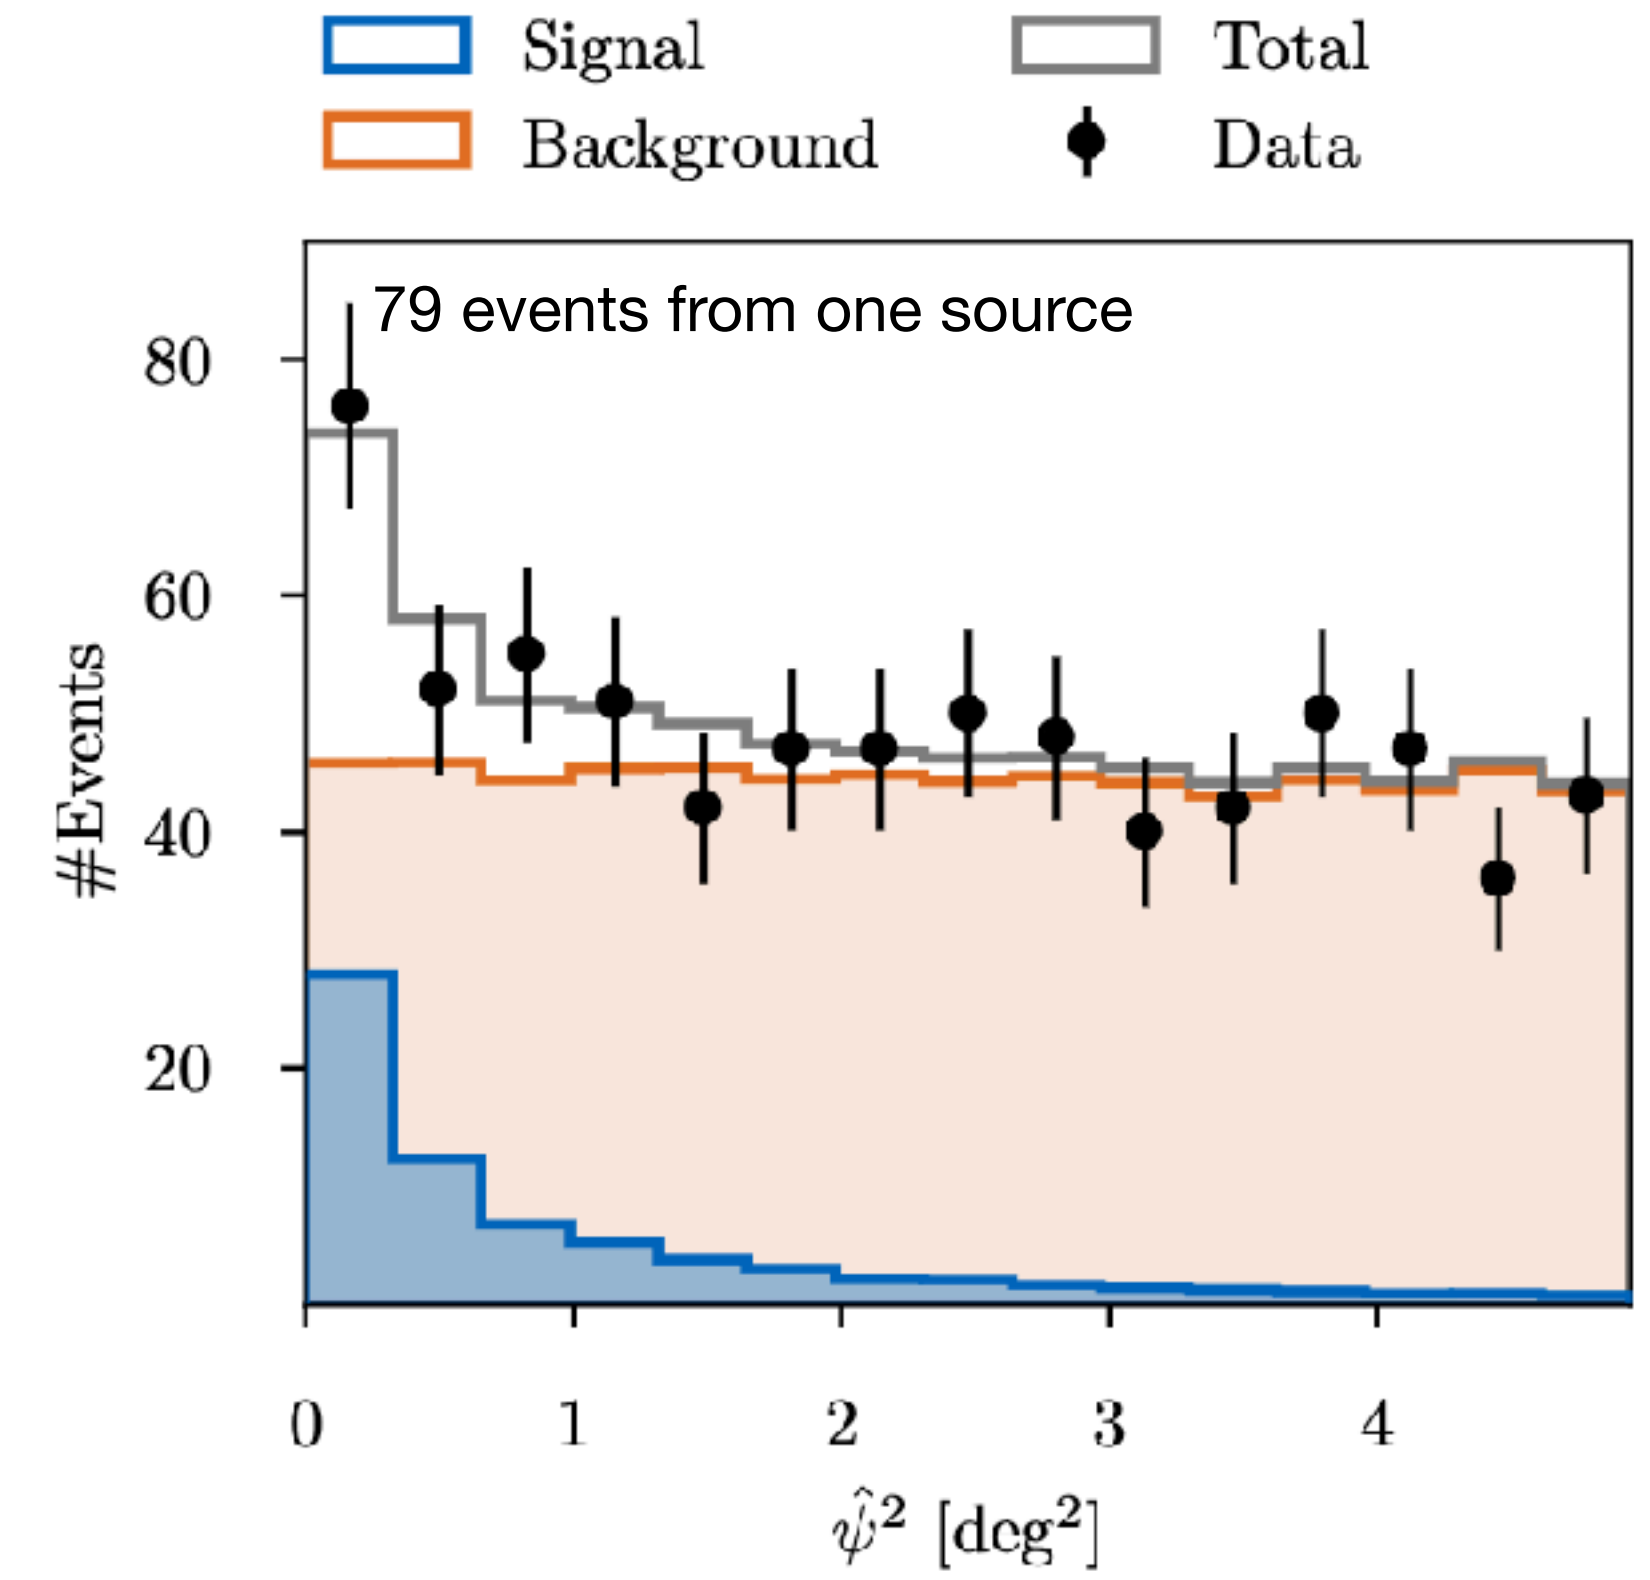 Signal
Total
Background
Data
79 events from one source
80
60
40
20
#Events
0 1 2 3 4
ψ̂² [deg²]